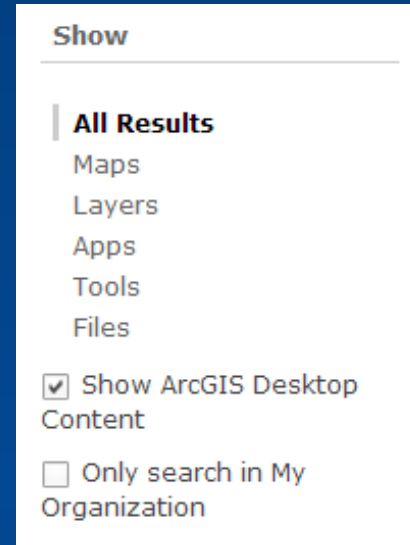 Show
All Results
Maps
Layers
Apps
Tools
Files
Show ArcGIS Desktop
Content
Only search in My
Organization